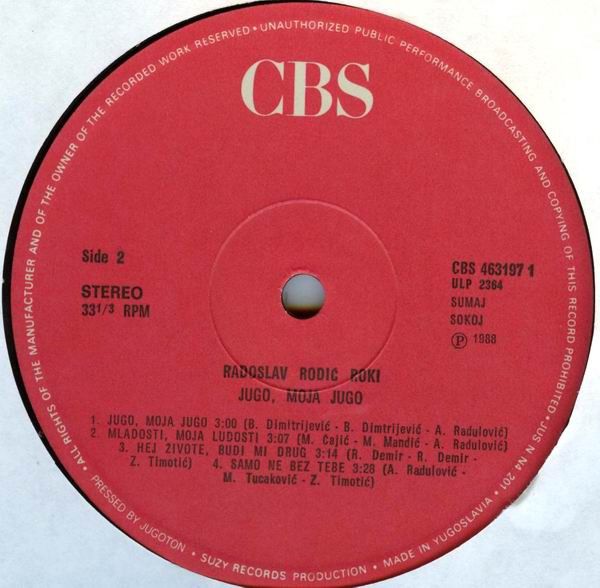 CBS
• ALL RIGHTS OF THE MANUFACTURER AND OF THE OWNER OF THE RECORDED WORK RESERVED • UNAUTHORIZED PUBLIC PERFORMANCE BROADCASTING AND COPYING OF THIS RECORD PROHIBITED • JUS N N4 201
Side 2
STEREO
33 1/3 RPM
CBS 463197 1
ULP 2364
SUMAJ
SOKOJ
Ⓟ 1988
RADOSLAV RODIC ROKI
JUGO, MOJA JUGO
1. JUGO, MOJA JUGO 3:00 (B. Dimitrijević - B. Dimtrijević - A. Radulović)
2. MLADOSTI, MOJA LUDOSTI 3:07 (M. Cajić - M. Mandić - A. Radulović)
3. HEJ ŽIVOTE, BUDI MI DRUG 3:14 (R. Demir - R. Demir -
Z. Timotić) 4. SAMO NE BEZ TEBE 3:28 (A. Radulović -
M. Tucaković - Z. Timotić)
PRESSED BY JUGOTON • SUZY RECORDS PRODUCTION • MADE IN YUGOSLAVIA •